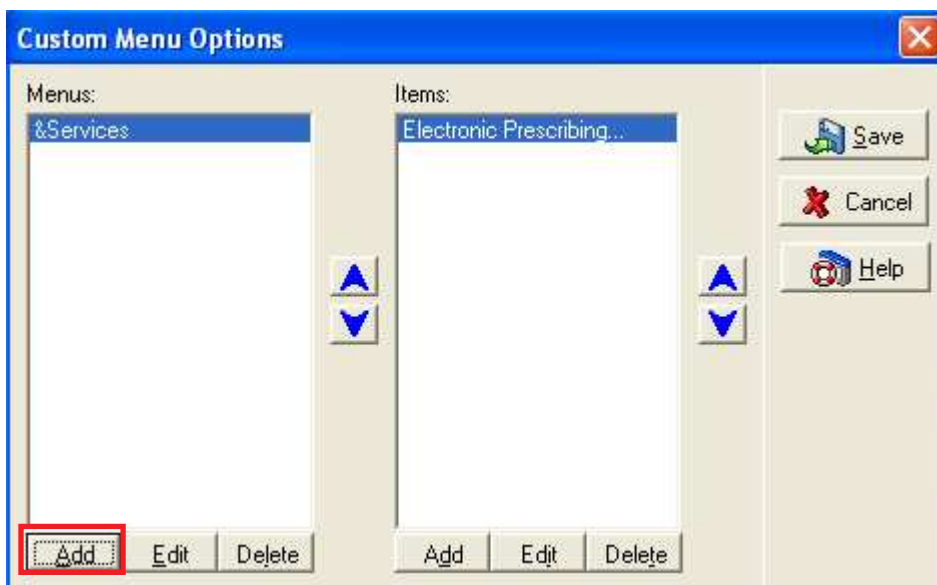 Custom Menu Options
Menus:
&Services
Add
Edit
Delete
Items:
Electronic Prescribing...
Add
Edit
Delete
Save
Cancel
Help